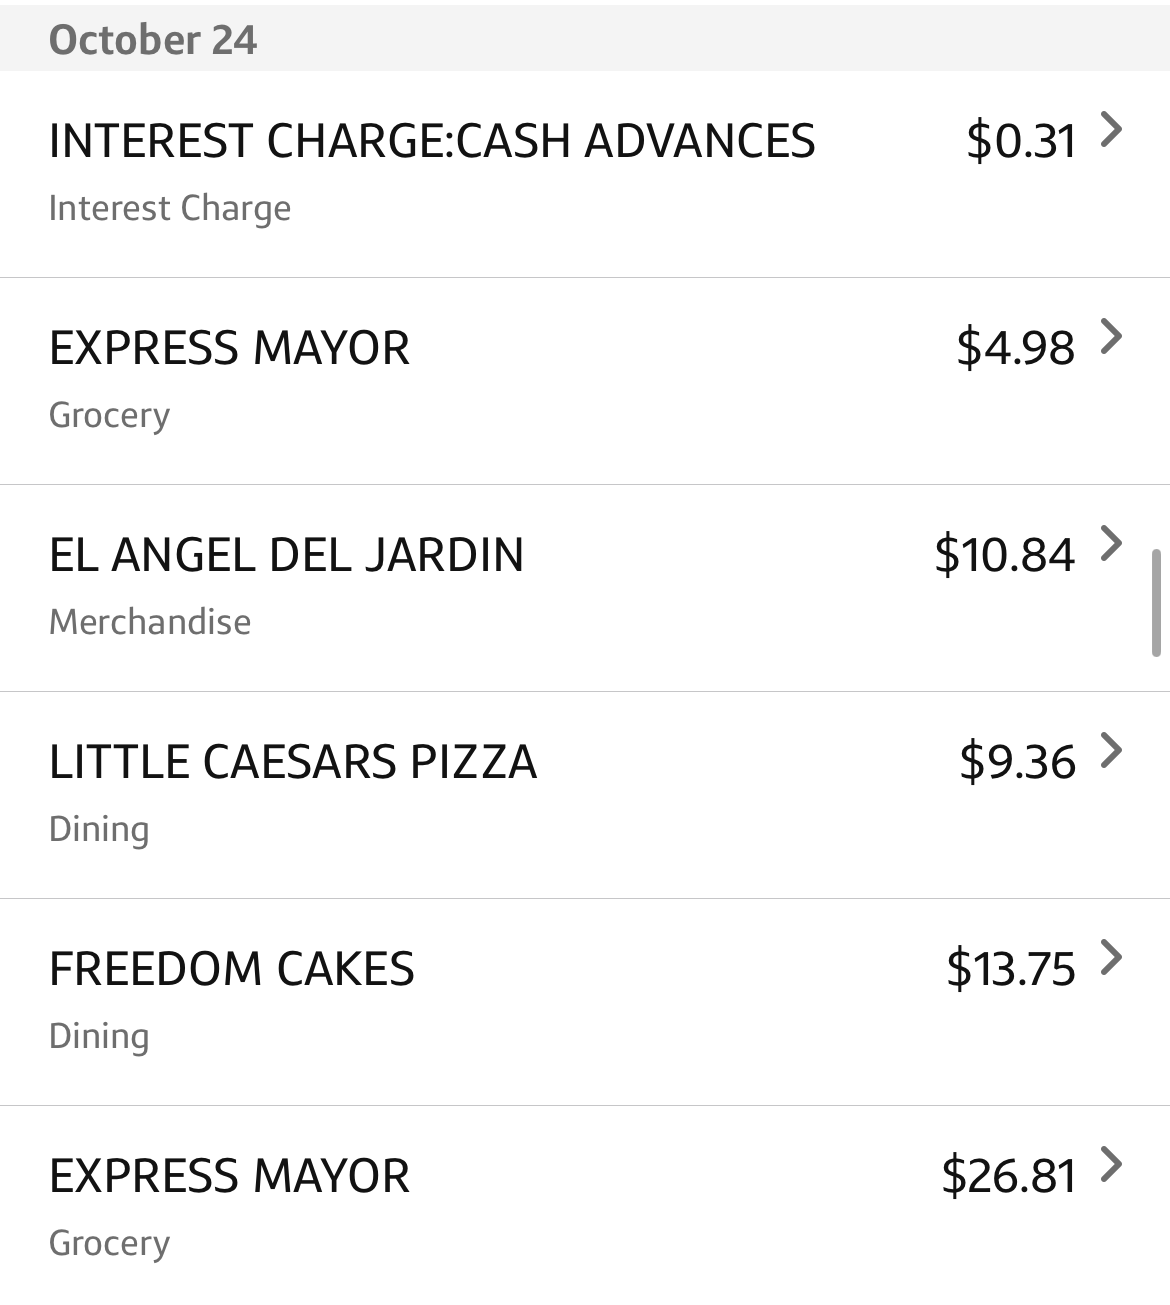 October 24
INTEREST CHARGE:CASH ADVANCES $0.31
Interest Charge
EXPRESS MAYOR $4.98
Grocery
EL ANGEL DEL JARDIN $10.84
Merchandise
LITTLE CAESARS PIZZA $9.36
Dining
FREEDOM CAKES $13.75
Dining
EXPRESS MAYOR $26.81
Grocery